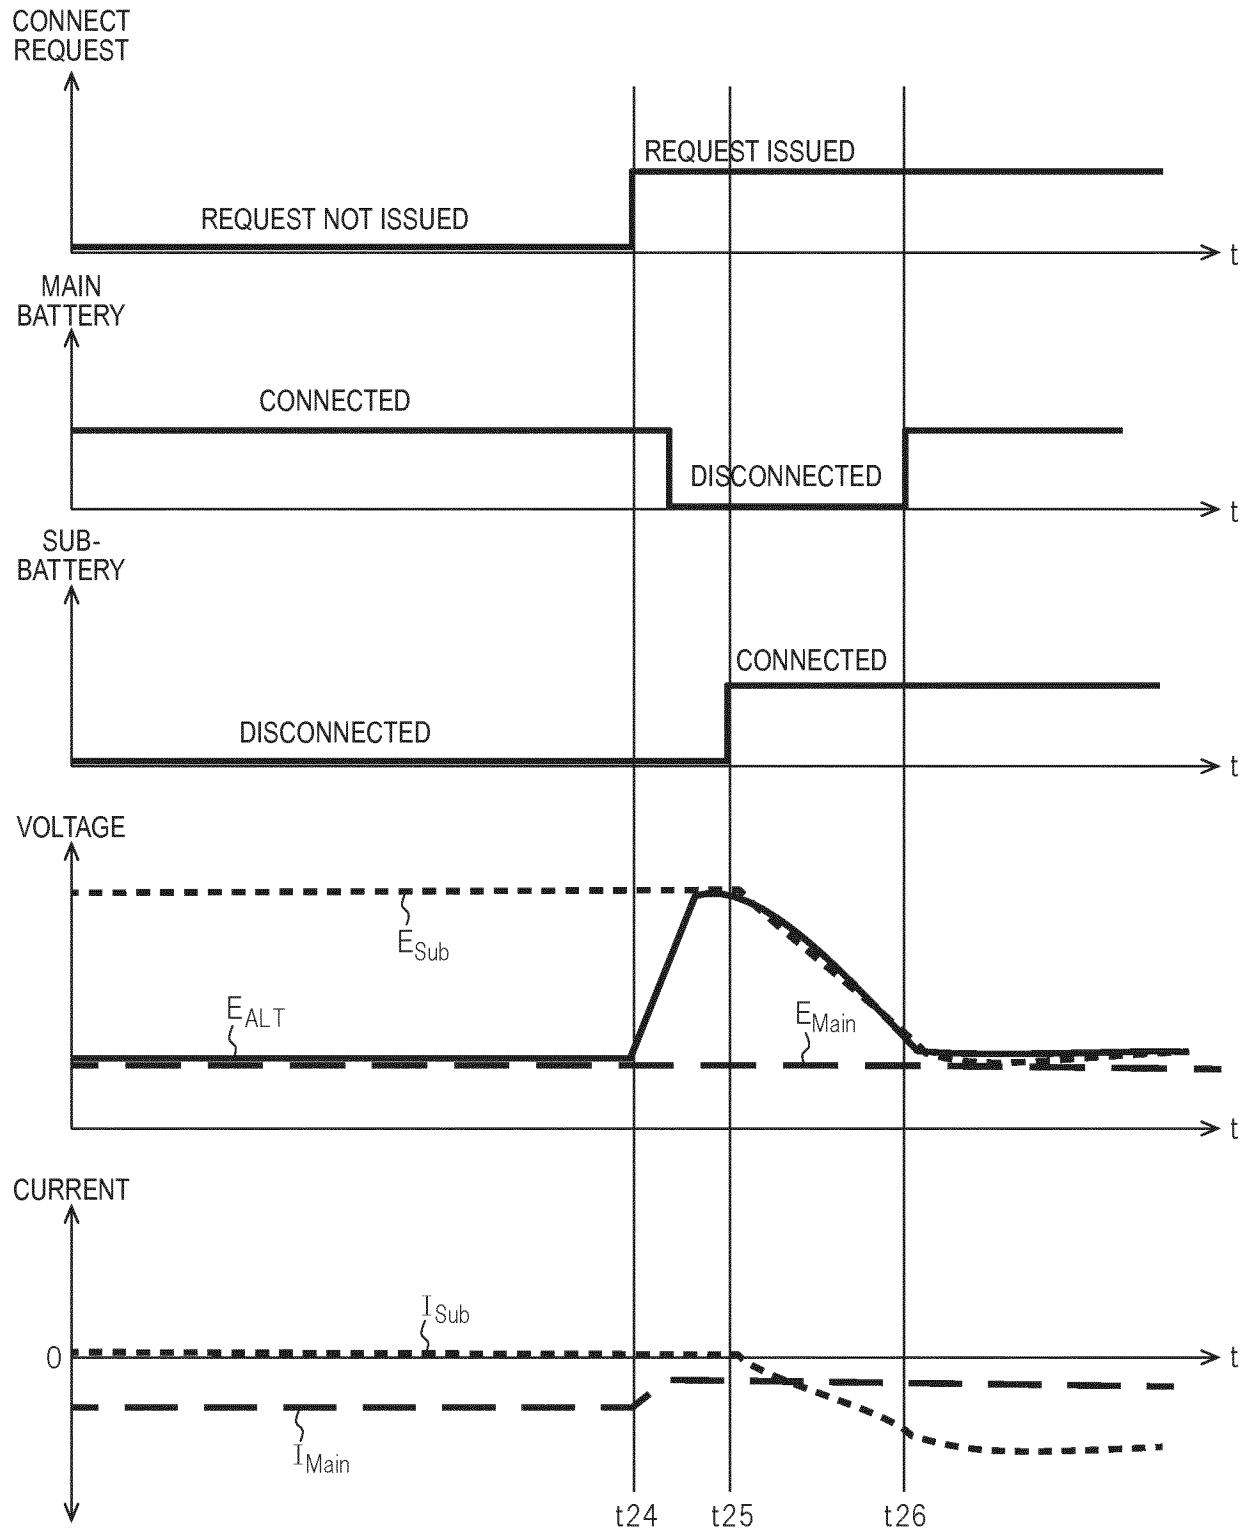 CONNECT
REQUEST
REQUEST ISSUED
REQUEST NOT ISSUED
t
MAIN
BATTERY
CONNECTED
DISCONNECTED
t
SUB-
BATTERY
CONNECTED
DISCONNECTED
t
VOLTAGE
ESub
EALT
EMain
t
CURRENT
ISub
0
t
IMain
t24 t25 t26